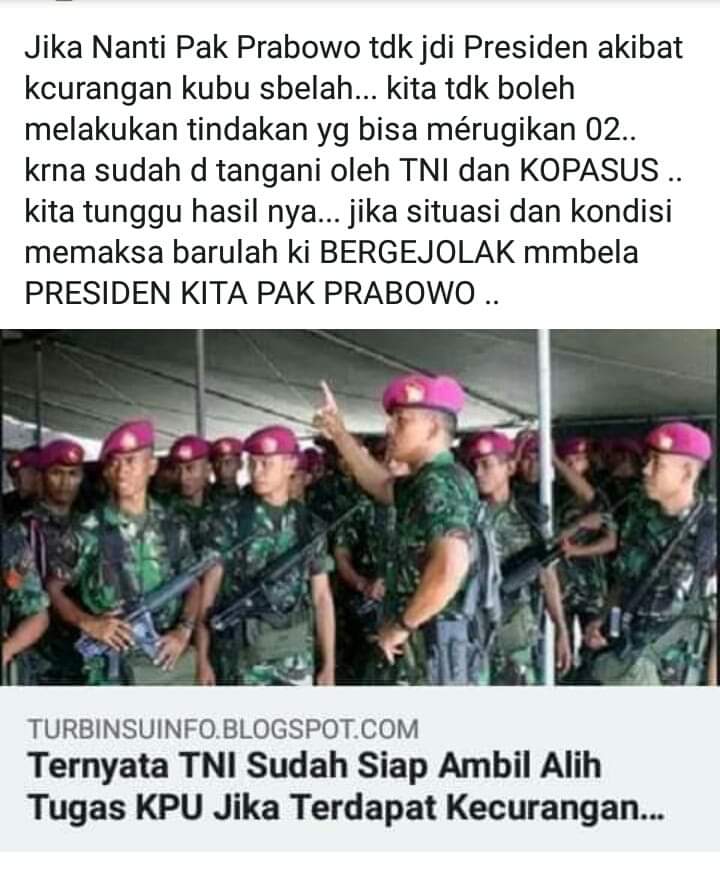 Jika Nanti Pak Prabowo tdk jdi Presiden akibat
kcurangan kubu sbelah... kita tdk boleh
melakukan tindakan yg bisa mérugikan 02..
krna sudah d tangani oleh TNI dan KOPASUS ..
kita tunggu hasil nya... jika situasi dan kondisi
memaksa barulah ki BERGEJOLAK mmbela
PRESIDEN KITA PAK PRABOWO ..
TURBINSUINFO.BLOGSPOT.COM
Ternyata TNI Sudah Siap Ambil Alih
Tugas KPU Jika Terdapat Kecurangan...